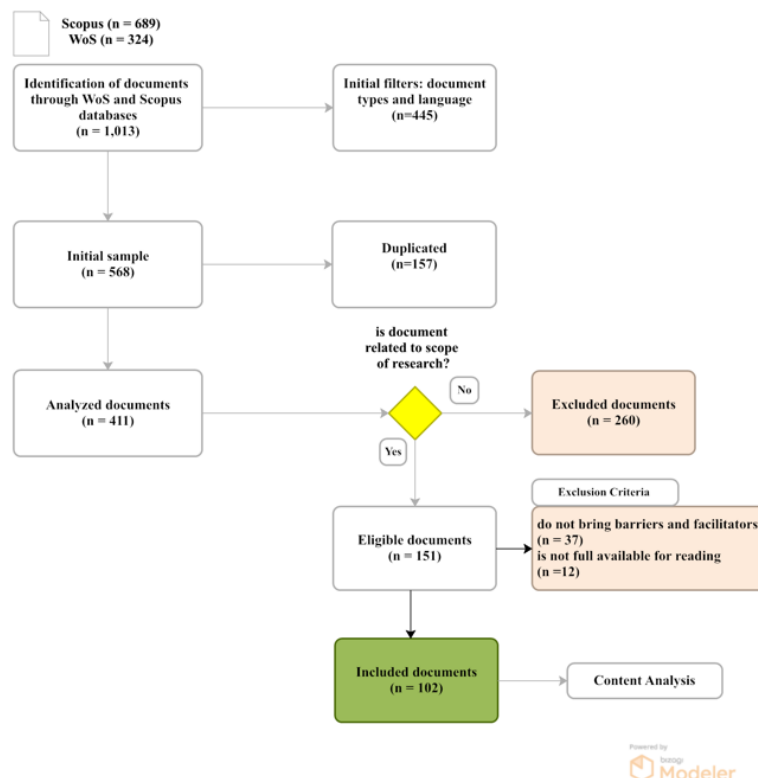 Scopus (n = 689)
WoS (n = 324)
Identification of documents
through WoS and Scopus
databases
(n = 1,013)
Initial filters: document
types and language
(n=445)
Initial sample
(n = 568)
Duplicated
(n=157)
is document
related to scope
of research?
Analyzed documents
(n = 411)
No
Excluded documents
(n = 260)
Yes
Exclusion Criteria
Eligible documents
(n = 151)
do not bring barriers and facilitators
(n = 37)
is not full available for reading
(n =12)
Included documents
(n = 102)
Content Analysis
Powered by
bizagi
Modeler